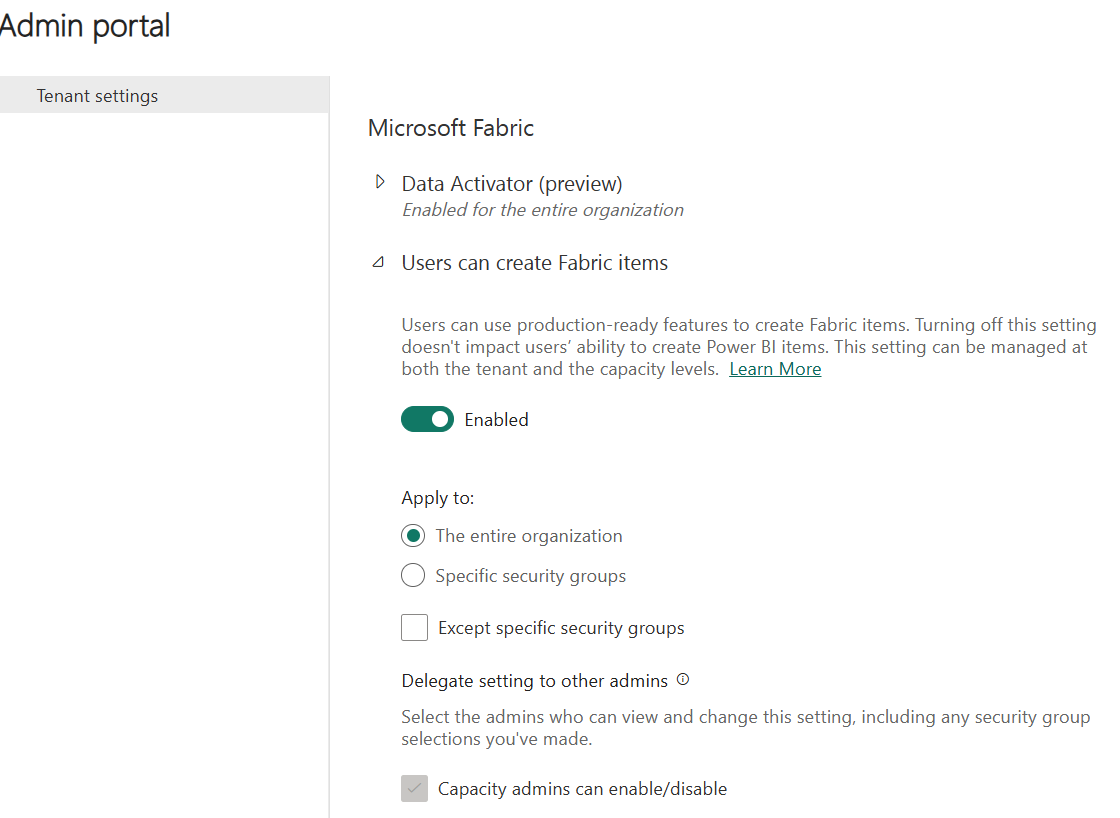 Admin portal
Tenant settings
Microsoft Fabric
Data Activator (preview)
Enabled for the entire organization
Users can create Fabric items
Users can use production-ready features to create Fabric items. Turning off this setting
doesn't impact users’ ability to create Power BI items. This setting can be managed at
both the tenant and the capacity levels. Learn More
Enabled
Apply to:
The entire organization
Specific security groups
Except specific security groups
Delegate setting to other admins
Select the admins who can view and change this setting, including any security group
selections you've made.
Capacity admins can enable/disable